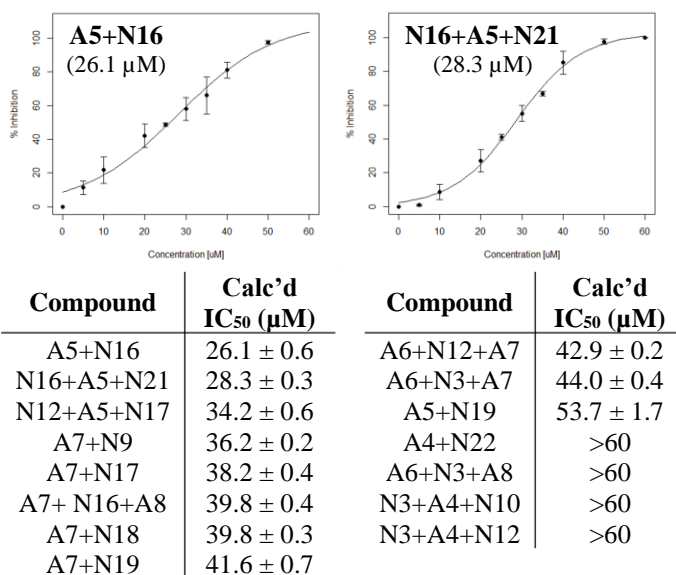 A5+N16
(26.1 µM)
% Inhibition
100
80
60
40
20
0
0 10 20 30 40 50 60
Concentration [uM]
N16+A5+N21
(28.3 µM)
% Inhibition
100
80
60
40
20
0
0 10 20 30 40 50 60
Concentration [uM]
Compound Calc’d IC50 (µM)
A5+N16 26.1 ± 0.6
N16+A5+N21 28.3 ± 0.3
N12+A5+N17 34.2 ± 0.6
A7+N9 36.2 ± 0.2
A7+N17 38.2 ± 0.4
A7+ N16+A8 39.8 ± 0.4
A7+N18 39.8 ± 0.3
A7+N19 41.6 ± 0.7
Compound Calc’d IC50 (µM)
A6+N12+A7 42.9 ± 0.2
A6+N3+A7 44.0 ± 0.4
A5+N19 53.7 ± 1.7
A4+N22 >60
A6+N3+A8 >60
N3+A4+N10 >60
N3+A4+N12 >60